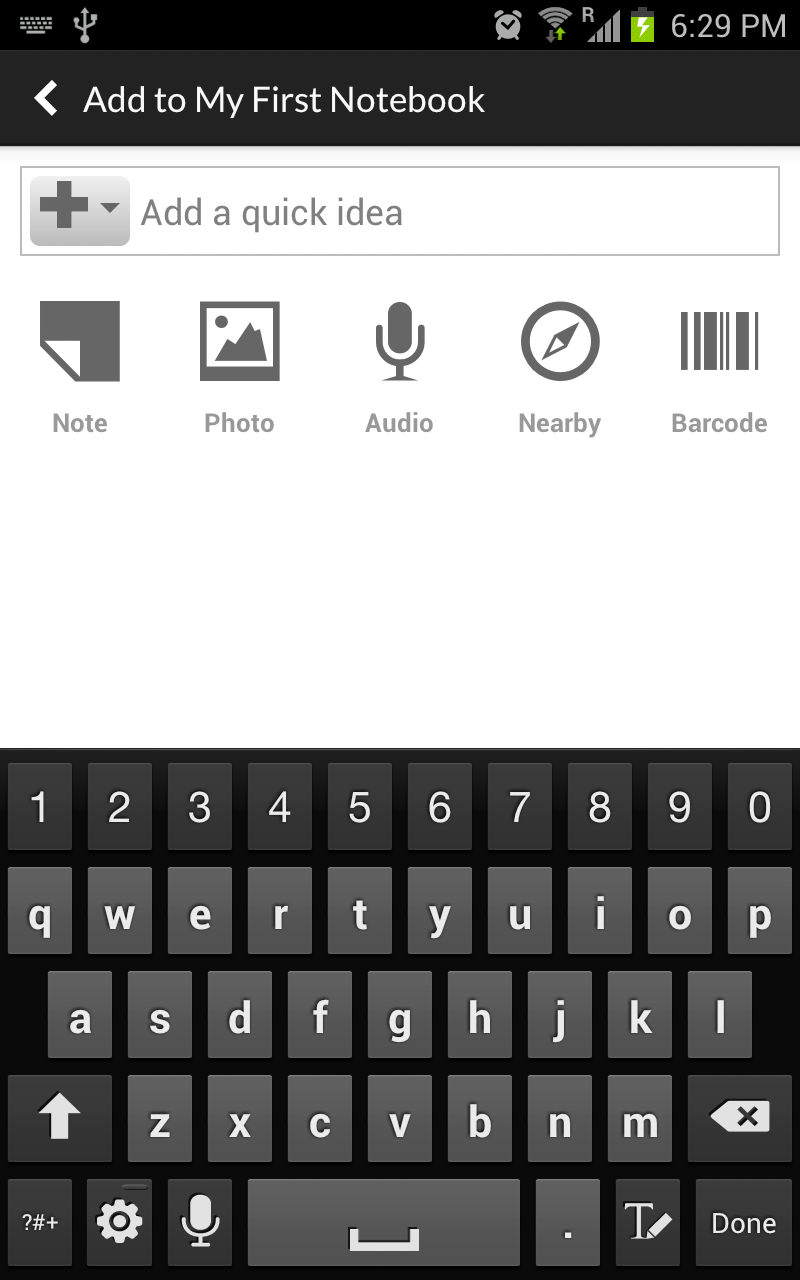 R 6:29 PM
Add to My First Notebook
Add a quick idea
Note Photo Audio Nearby Barcode
1 2 3 4 5 6 7 8 9 0
q w e r t y u i o p
a s d f g h j k l
z x c v b n m
?#+ . T Done